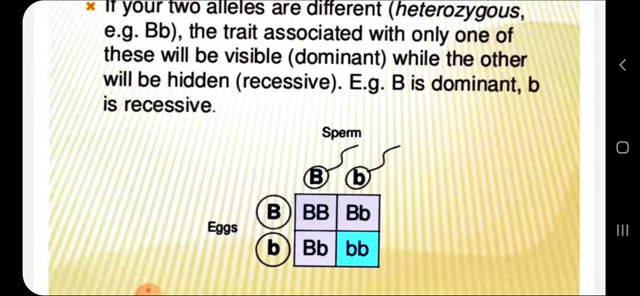 × If your two alleles are different (heterozygous,
e.g. Bb), the trait associated with only one of
these will be visible (dominant) while the other
will be hidden (recessive). E.g. B is dominant, b
is recessive.
Sperm
B b
Eggs
B BB Bb
b Bb bb